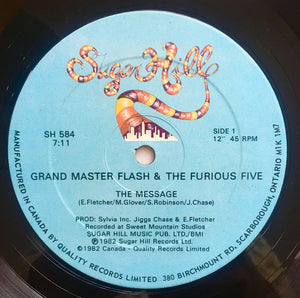 Sugar Hill
SH 584
7:11
SIDE 1
12" 45 RPM
GRAND MASTER FLASH & THE FURIOUS FIVE
THE MESSAGE
(E.Fletcher/M.Glover/S.Robinson/J.Chase)
PROD: Sylvia Inc. Jiggs Chase & E.Fletcher
Recorded at Sweet Mountain Studios
SUGAR HILL MUSIC PUB. LTD./BMI
Ⓟ1982 Sugar Hill Records Ltd.
©1982 Canada - Quality Records Limited
MANUFACTURED IN CANADA BY QUALITY RECORDS LIMITED 380 BIRCHMOUNT RD. SCARBOROUGH, ONTARIO M1K 1M7